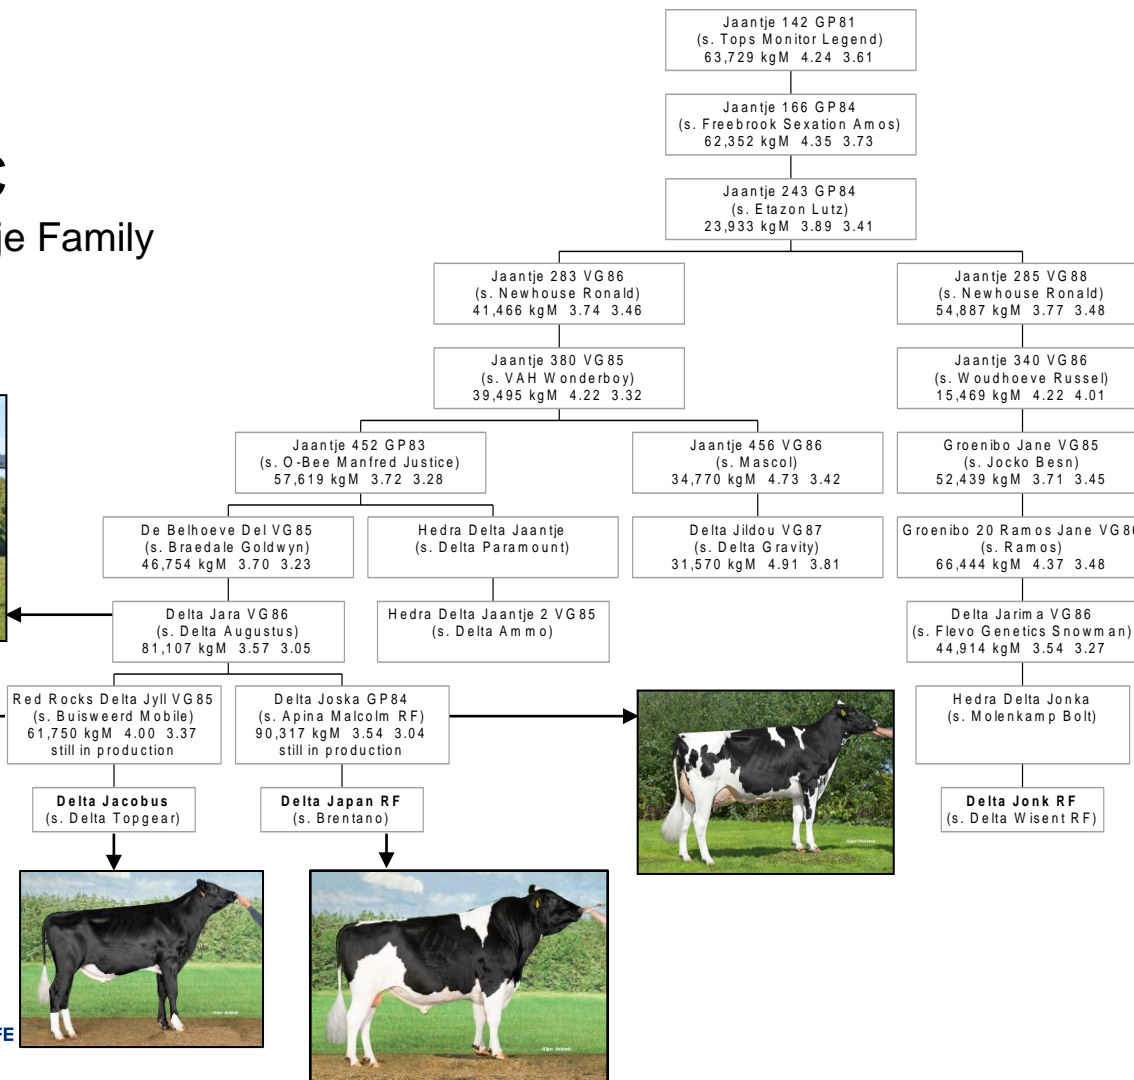 je Family
Jaantje 142 GP81
(s. Tops Monitor Legend)
63,729 kgM 4.24 3.61
Jaantje 166 GP84
(s. Freebrook Sexation Amos)
62,352 kgM 4.35 3.73
Jaantje 243 GP84
(s. Etazon Lutz)
23,933 kgM 3.89 3.41
Jaantje 283 VG86
(s. Newhouse Ronald)
41,466 kgM 3.74 3.46
Jaantje 285 VG88
(s. Newhouse Ronald)
54,887 kgM 3.77 3.48
Jaantje 380 VG85
(s. VAH Wonderboy)
39,495 kgM 4.22 3.32
Jaantje 340 VG86
(s. Woudhoeve Russel)
15,469 kgM 4.22 4.01
Jaantje 452 GP83
(s. O-Bee Manfred Justice)
57,619 kgM 3.72 3.28
Jaantje 456 VG86
(s. Mascol)
34,770 kgM 4.73 3.42
Groenibo Jane VG85
(s. Jocko Besn)
52,439 kgM 3.71 3.45
De Belhoeve Del VG85
(s. Braedale Goldwyn)
46,754 kgM 3.70 3.23
Hedra Delta Jaantje
(s. Delta Paramount)
Delta Jildou VG87
(s. Delta Gravity)
31,570 kgM 4.91 3.81
Groenibo 20 Ramos Jane VG86
(s. Ramos)
66,444 kgM 4.37 3.48
Delta Jara VG86
(s. Delta Augustus)
81,107 kgM 3.57 3.05
Hedra Delta Jaantje 2 VG85
(s. Delta Ammo)
Delta Jarima VG86
(s. Flevo Genetics Snowman)
44,914 kgM 3.54 3.27
Red Rocks Delta Jyll VG85
(s. Buisweerd Mobile)
61,750 kgM 4.00 3.37
still in production
Delta Joska GP84
(s. Apina Malcolm RF)
90,317 kgM 3.54 3.04
still in production
Hedra Delta Jonka
(s. Molenkamp Bolt)
Delta Jacobus
(s. Delta Topgear)
Delta Japan RF
(s. Brentano)
Delta Jonk RF
(s. Delta Wisent RF)
FE